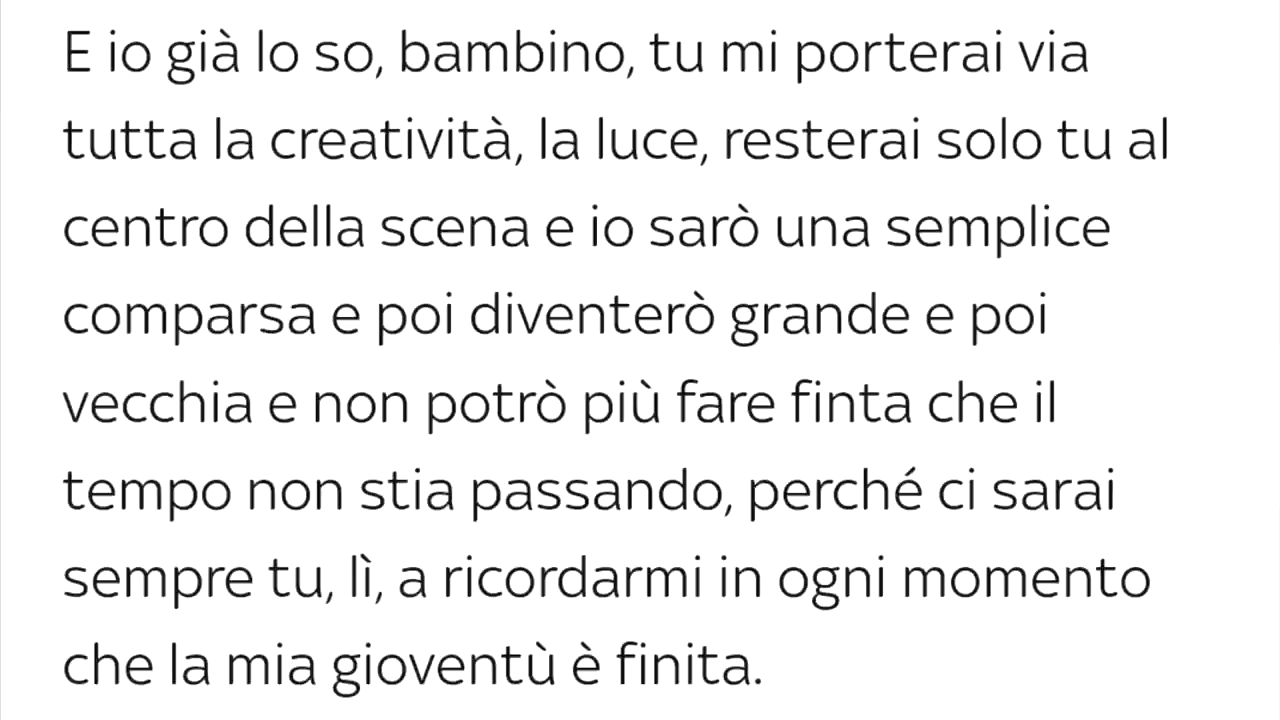 E io già lo so, bambino, tu mi porterai via
tutta la creatività, la luce, resterai solo tu al
centro della scena e io sarò una semplice
comparsa e poi diventerò grande e poi
vecchia e non potrò più fare finta che il
tempo non stia passando, perché ci sarai
sempre tu, lì, a ricordarmi in ogni momento
che la mia gioventù è finita.